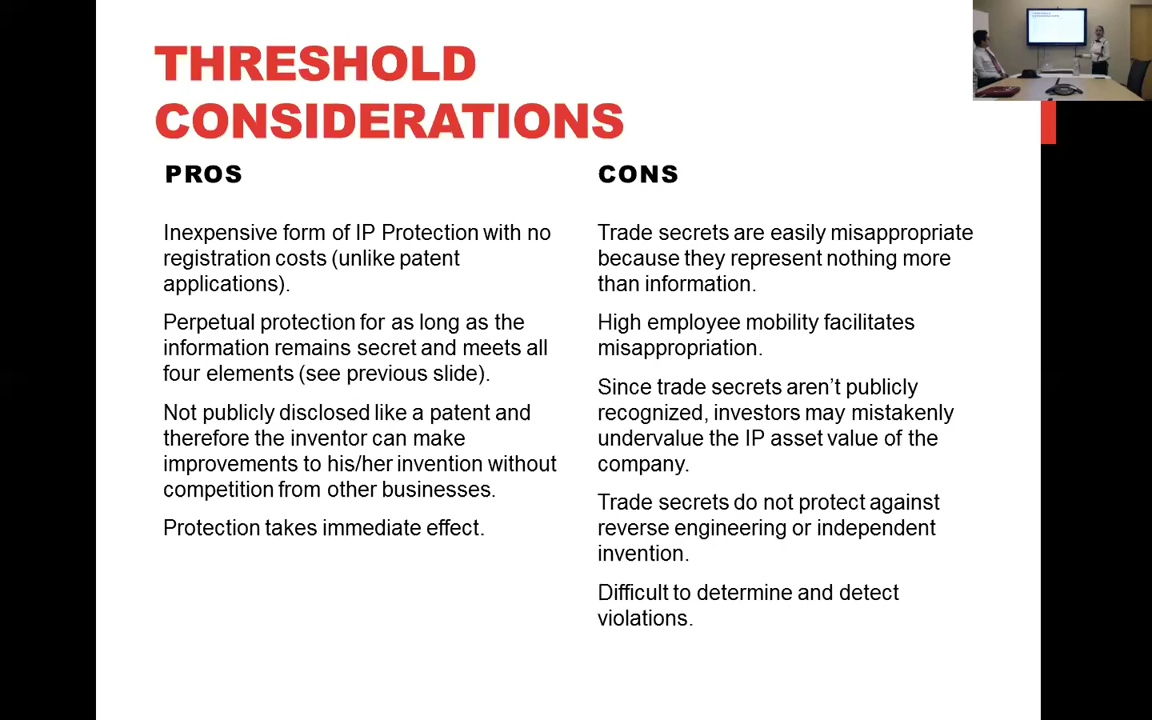 THRESHOLD
CONSIDERATIONS
PROS
Inexpensive form of IP Protection with no
registration costs (unlike patent
applications).
Perpetual protection for as long as the
information remains secret and meets all
four elements (see previous slide).
Not publicly disclosed like a patent and
therefore the inventor can make
improvements to his/her invention without
competition from other businesses.
Protection takes immediate effect.
CONS
Trade secrets are easily misappropriate
because they represent nothing more
than information.
High employee mobility facilitates
misappropriation.
Since trade secrets aren’t publicly
recognized, investors may mistakenly
undervalue the IP asset value of the
company.
Trade secrets do not protect against
reverse engineering or independent
invention.
Difficult to determine and detect
violations.